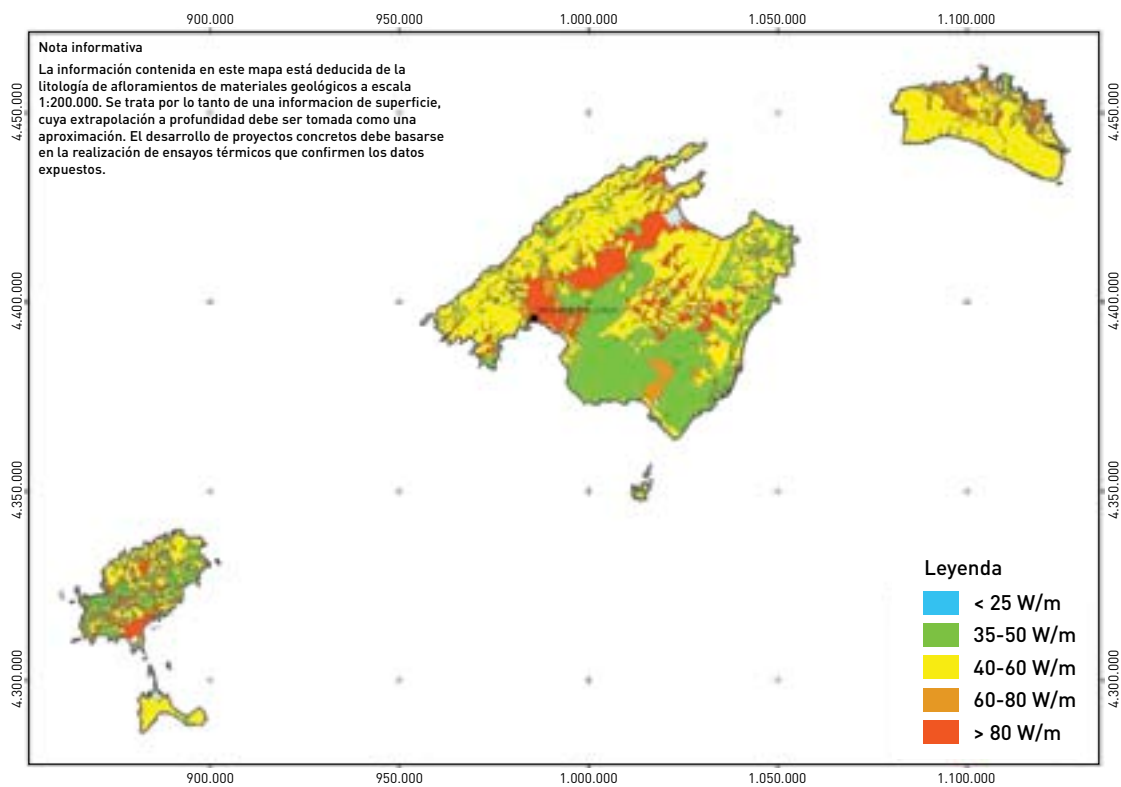 900.000 950.000 1.000.000 1.050.000 1.100.000
Nota informativa
La información contenida en este mapa está deducida de la
litología de afloramientos de materiales geológicos a escala
1:200.000. Se trata por lo tanto de una informacion de superficie,
cuya extrapolación a profundidad debe ser tomada como una
aproximación. El desarrollo de proyectos concretos debe basarse
en la realización de ensayos térmicos que confirmen los datos
expuestos.
4.450.000 4.450.000
4.400.000 4.400.000
4.350.000 4.350.000
4.300.000 4.300.000
Leyenda
< 25 W/m
35-50 W/m
40-60 W/m
60-80 W/m
> 80 W/m
900.000 950.000 1.000.000 1.050.000 1.100.000